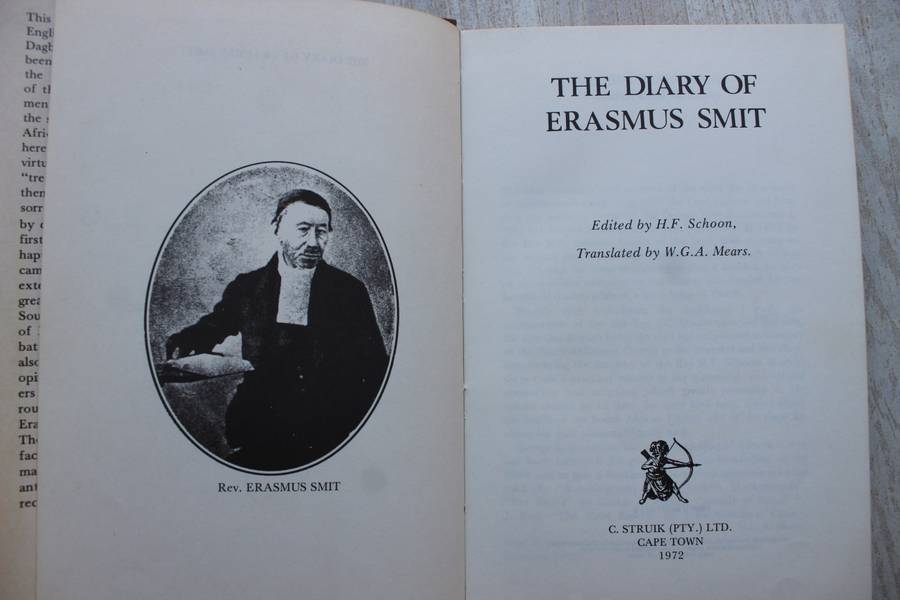 This
Engl
Dagb
been
the
of th
men
the s
Afri
here
virtu
"tre
then
sorr
by c
first
hap
cam
exte
grea
Sou
of
bat
also
opi
ers
rou
Era
The
fac
ma
ant
rec
Rev. ERASMUS SMIT
THE DIARY OF
ERASMUS SMIT
Edited by H.F. Schoon,
Translated by W.G.A. Mears.
C. STRUIK (PTY.) LTD.
CAPE TOWN
1972